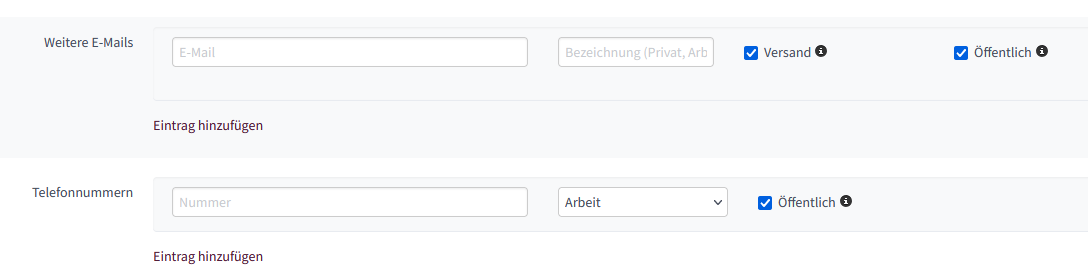 Weitere E-Mails
E-Mail
Bezeichnung (Privat, Arb
Versand
Öffentlich
Eintrag hinzufügen
Telefonnummern
Nummer
Arbeit
Öffentlich
Eintrag hinzufügen